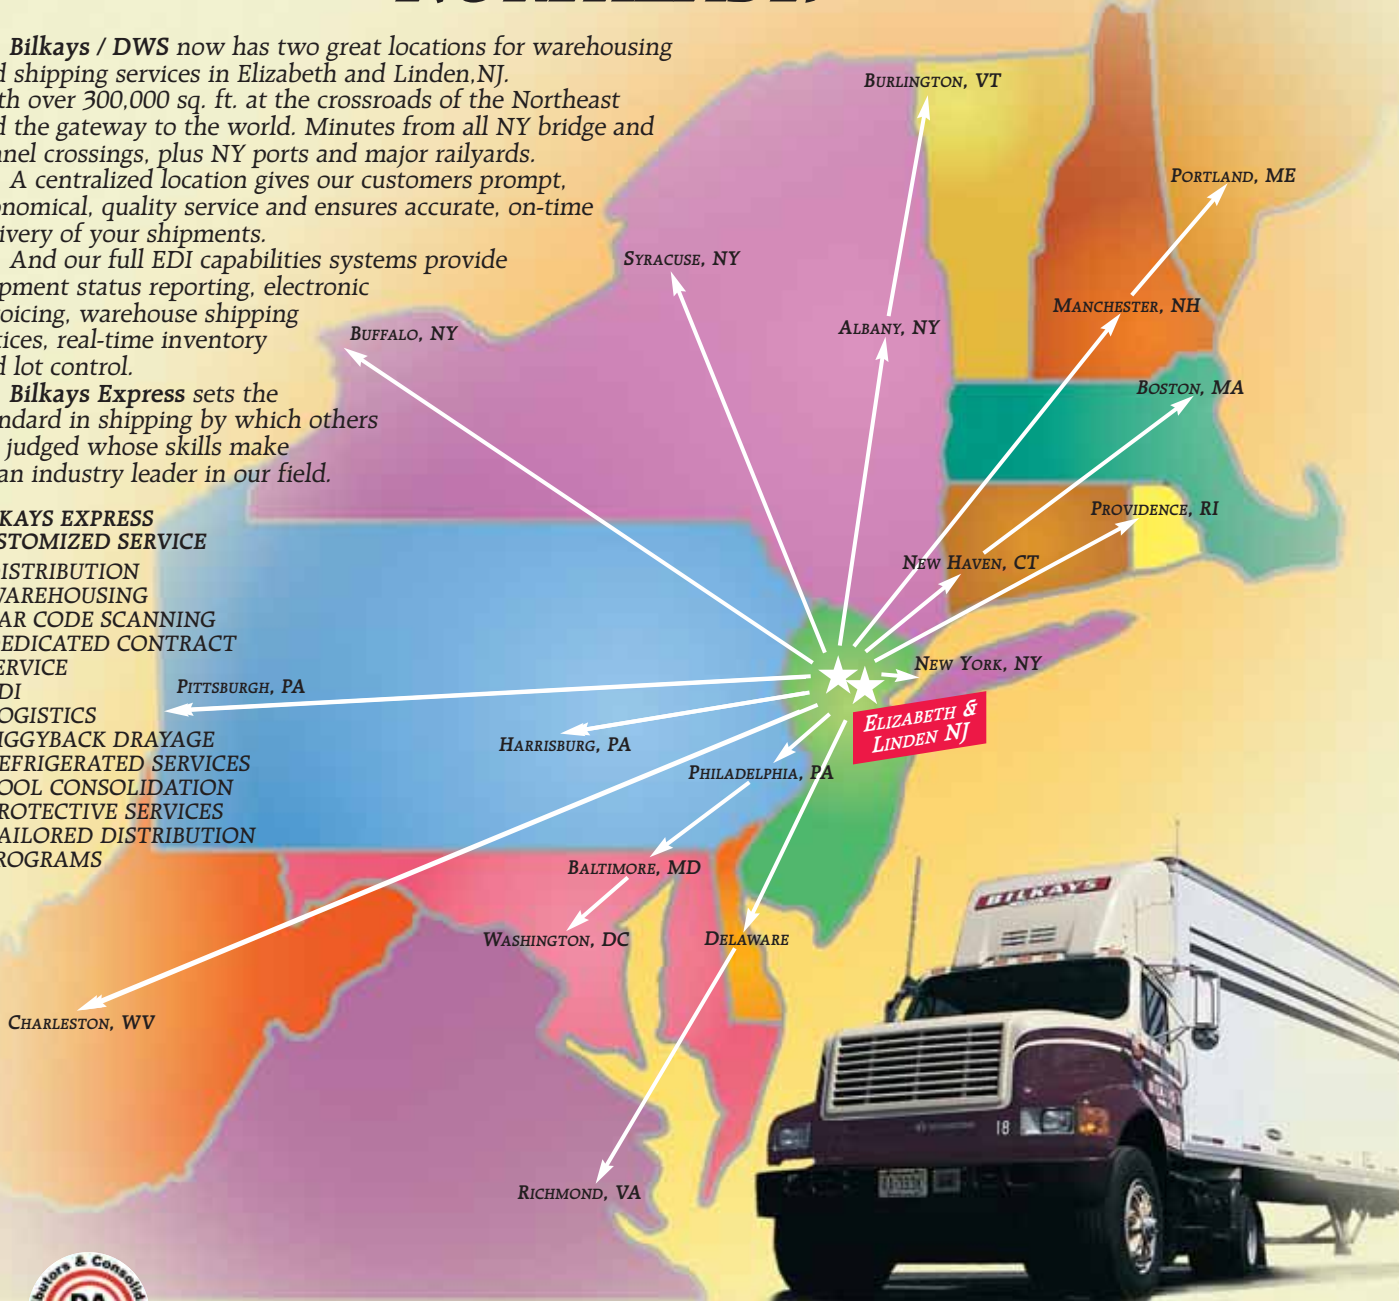 Bilkays / DWS now has two great locations for warehousing
shipping services in Elizabeth and Linden,NJ.
over 300,000 sq. ft. at the crossroads of the Northeast
the gateway to the world. Minutes from all NY bridge and
crossings, plus NY ports and major railyards.
A centralized location gives our customers prompt,
quality service and ensures accurate, on-time
of your shipments.
And our full EDI capabilities systems provide
status reporting, electronic
warehouse shipping
real-time inventory
lot control.
Bilkays Express sets the
in shipping by which others
judged whose skills make
an industry leader in our field.
KAYS EXPRESS
STOMIZED SERVICE
ISTRIBUTION
AREHOUSING
AR CODE SCANNING
EDICATED CONTRACT
ERVICE
DI
OGISTICS
IGGYBACK DRAYAGE
EFRIGERATED SERVICES
OOL CONSOLIDATION
ROTECTIVE SERVICES
AILORED DISTRIBUTION
ROGRAMS
BURLINGTON, VT
PORTLAND, ME
SYRACUSE, NY
MANCHESTER, NH
ALBANY, NY
BUFFALO, NY
BOSTON, MA
PROVIDENCE, RI
NEW HAVEN, CT
NEW YORK, NY
PITTSBURGH, PA
ELIZABETH &
LINDEN NJ
HARRISBURG, PA
PHILADELPHIA, PA
BALTIMORE, MD
WASHINGTON, DC
DELAWARE
CHARLESTON, WV
RICHMOND, VA
BILKAYS
18
butors & Consolid